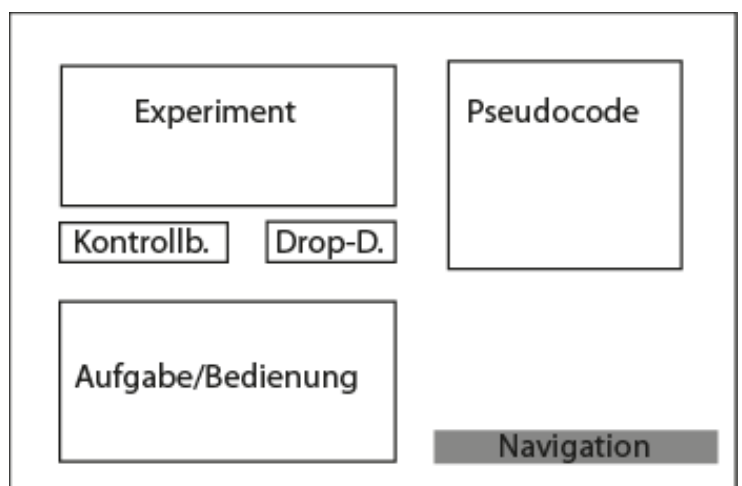 Experiment
Pseudocode
Kontrollb.
Drop-D.
Aufgabe/Bedienung
Navigation